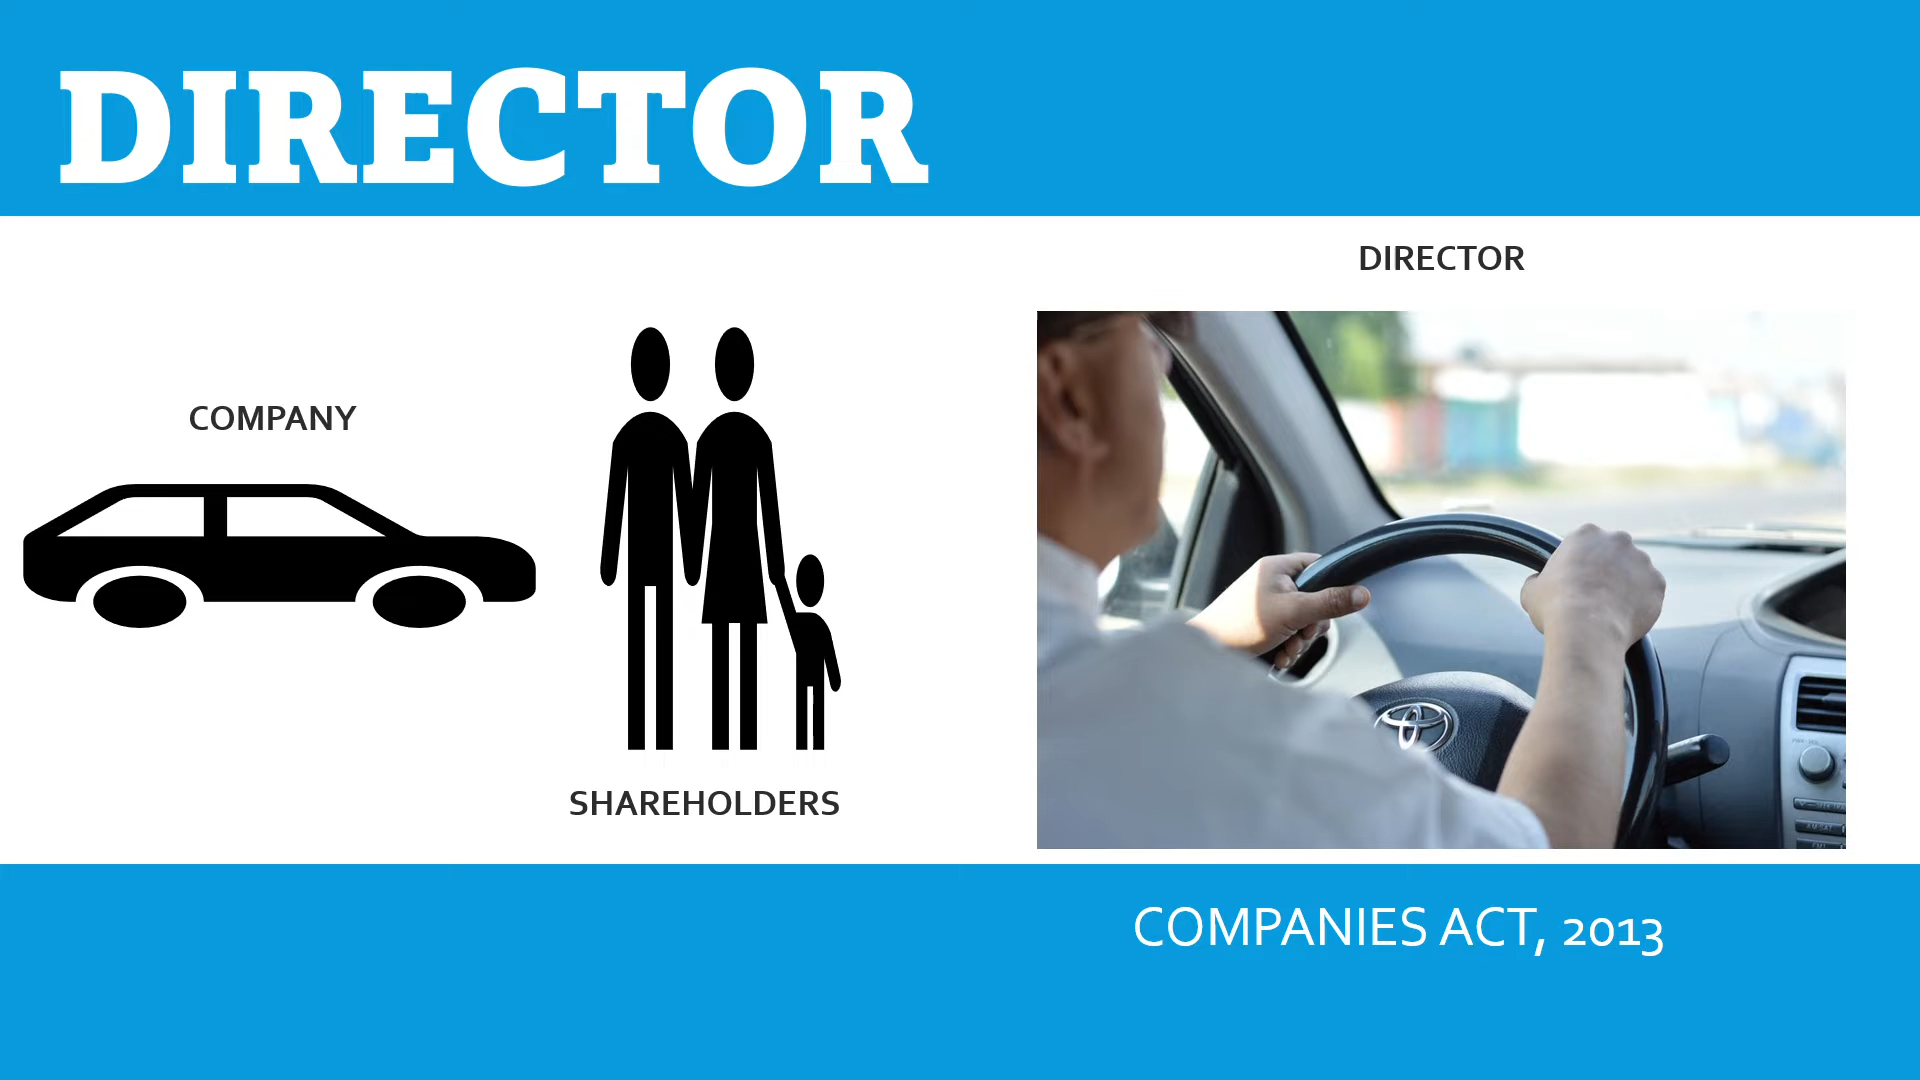 DIRECTOR
DIRECTOR
COMPANY
SHAREHOLDERS
COMPANIES ACT, 2013